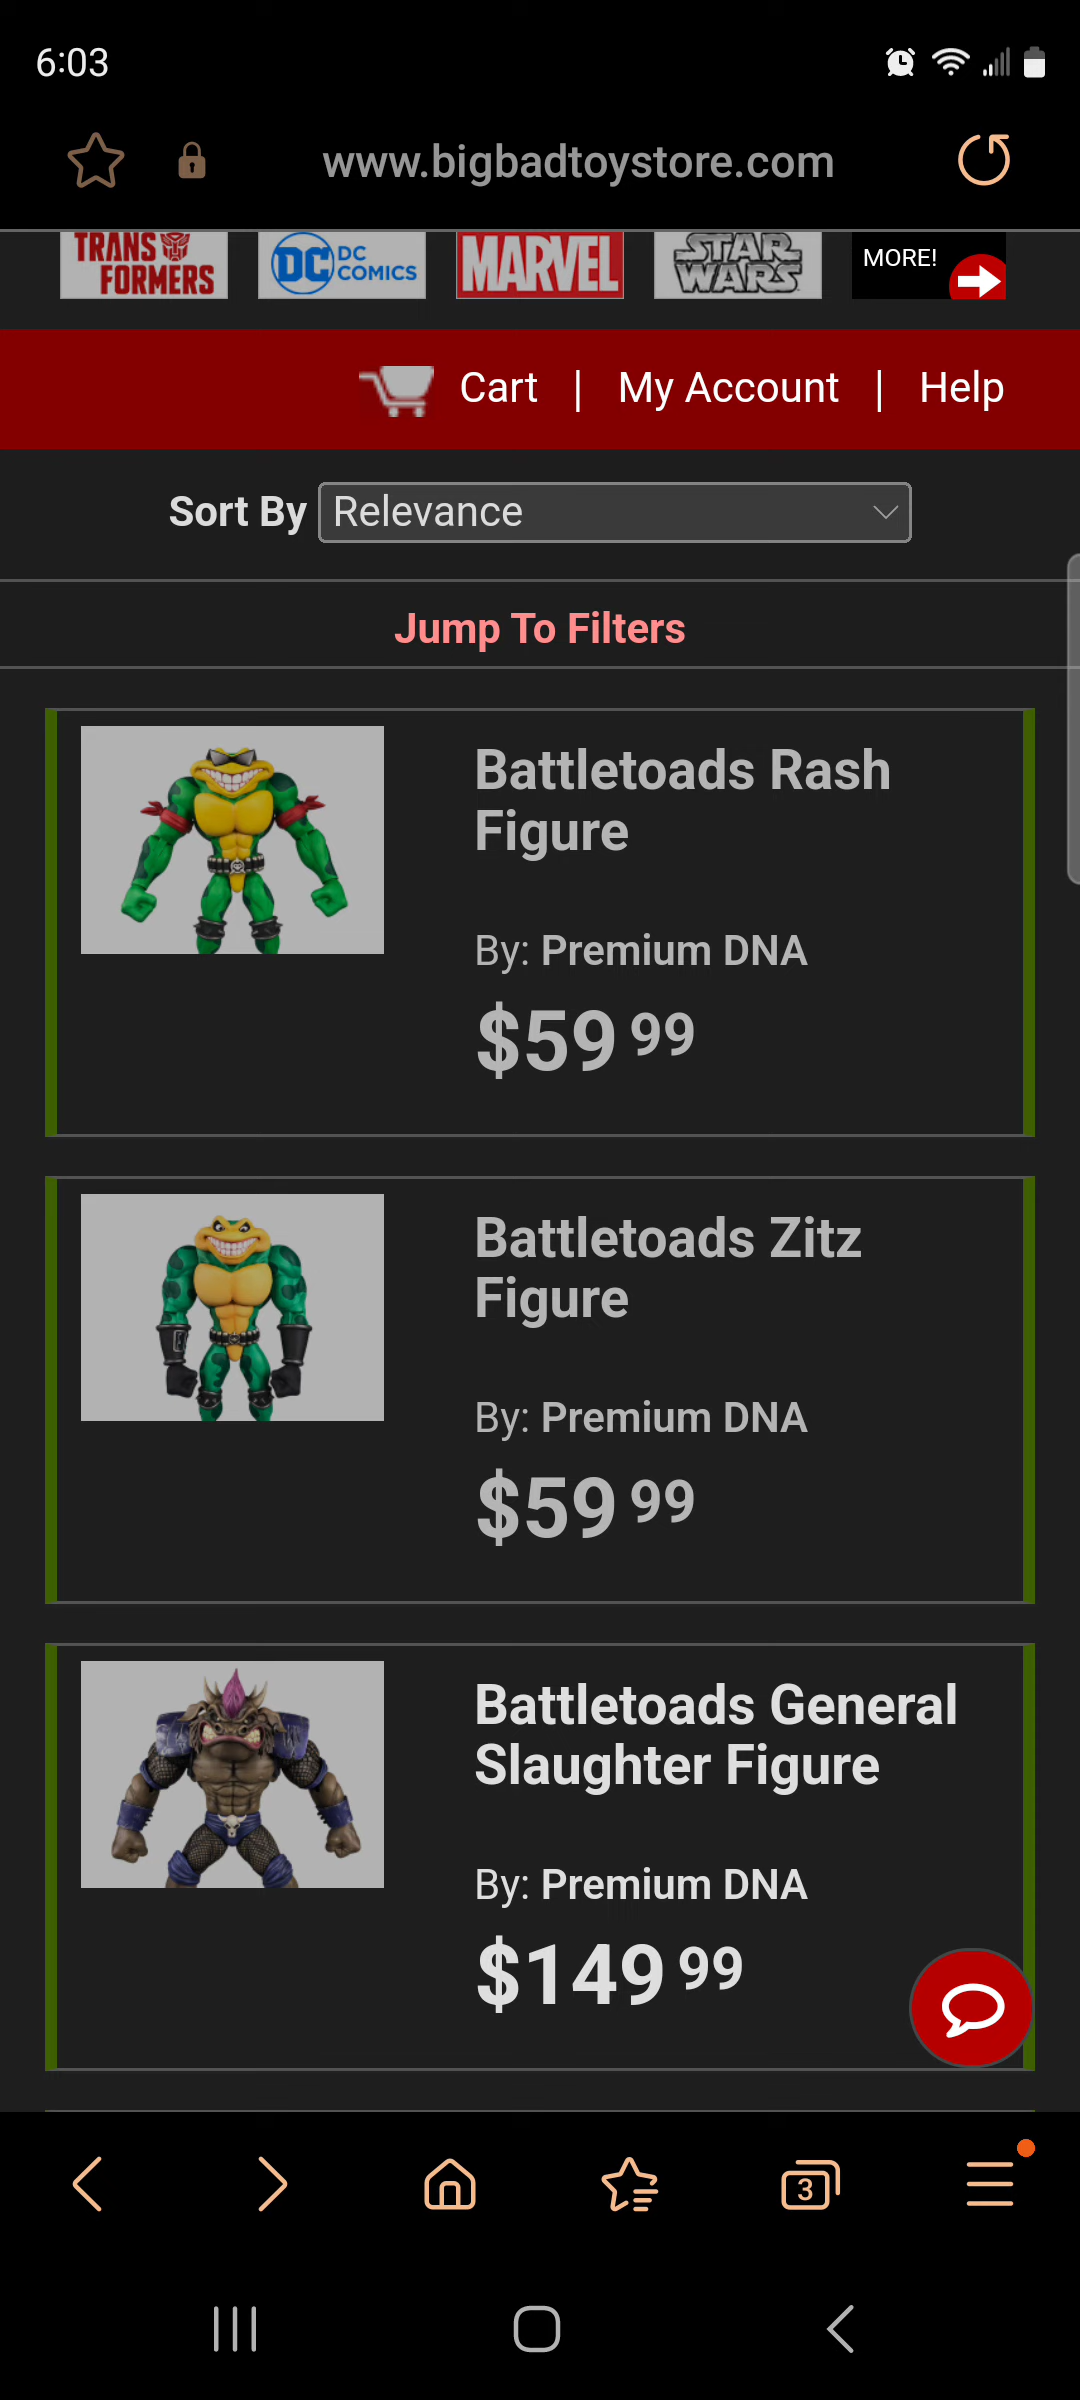 6:03
www.bigbadtoystore.com
TRANS
FORMERS
DC
DC
COMICS
MARVEL
STAR
WARS
MORE!
Cart | My Account | Help
Sort By Relevance
Jump To Filters
Battletoads Rash
Figure
By: Premium DNA
$59 99
Battletoads Zitz
Figure
By: Premium DNA
$59 99
Battletoads General
Slaughter Figure
By: Premium DNA
$149 99
3